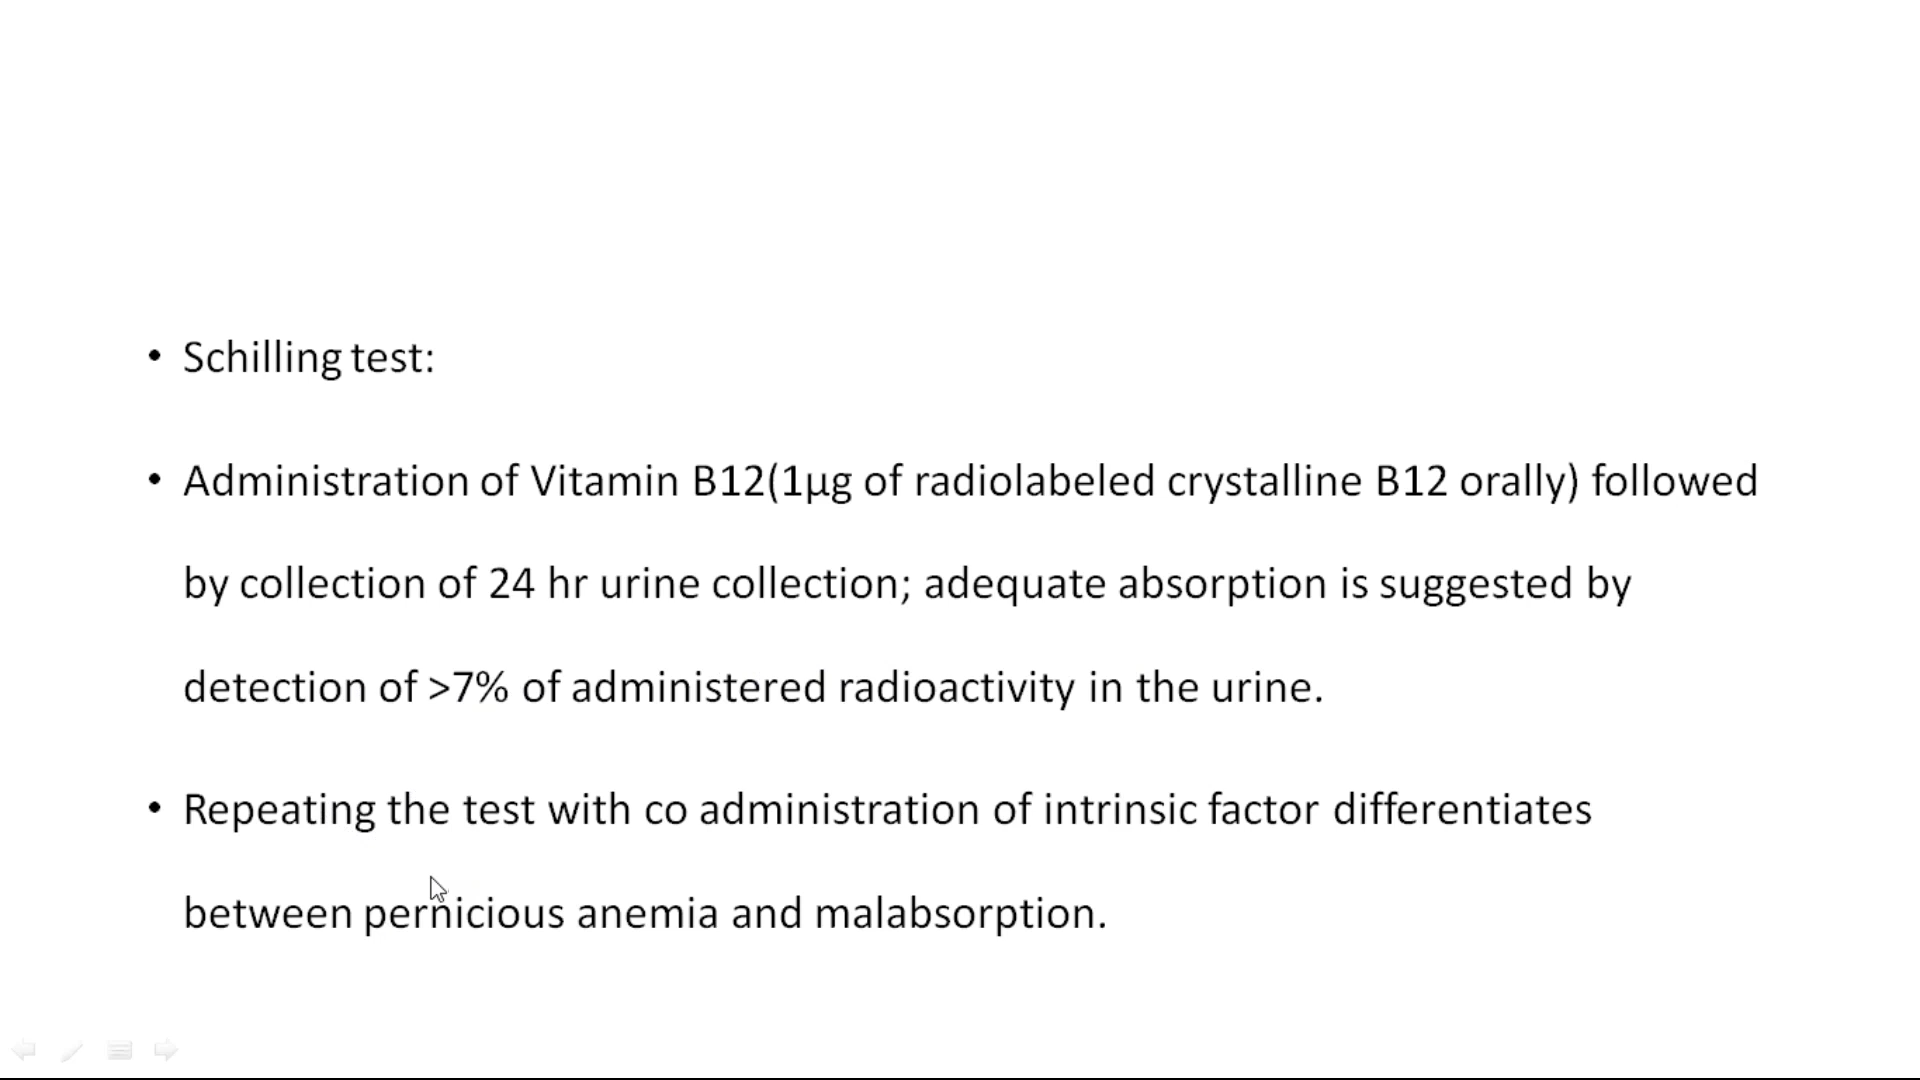 • Schilling test:
• Administration of Vitamin B12(1µg of radiolabeled crystalline B12 orally) followed
by collection of 24 hr urine collection; adequate absorption is suggested by
detection of >7% of administered radioactivity in the urine.
• Repeating the test with co administration of intrinsic factor differentiates
between pernicious anemia and malabsorption.